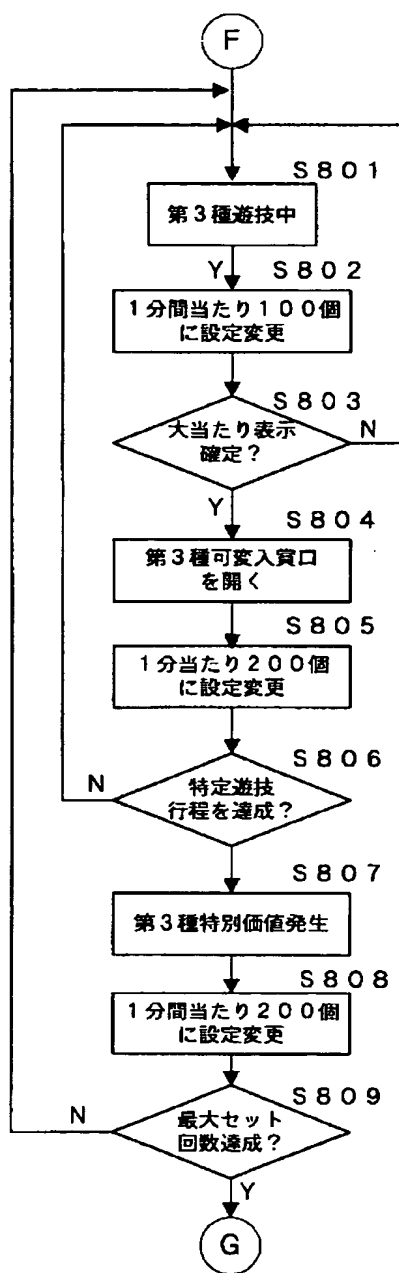 F
S801
第3種遊技中
Y
S802
1分間当たり100個
に設定変更
S803
大当たり表示
確定？
N
Y
S804
第3種可変入賞口
を開く
S805
1分当たり200個
に設定変更
S806
N
特定遊技
行程を達成？
S807
第3種特別価値発生
S808
1分間当たり200個
に設定変更
S809
N
最大セット
回数達成？
Y
G